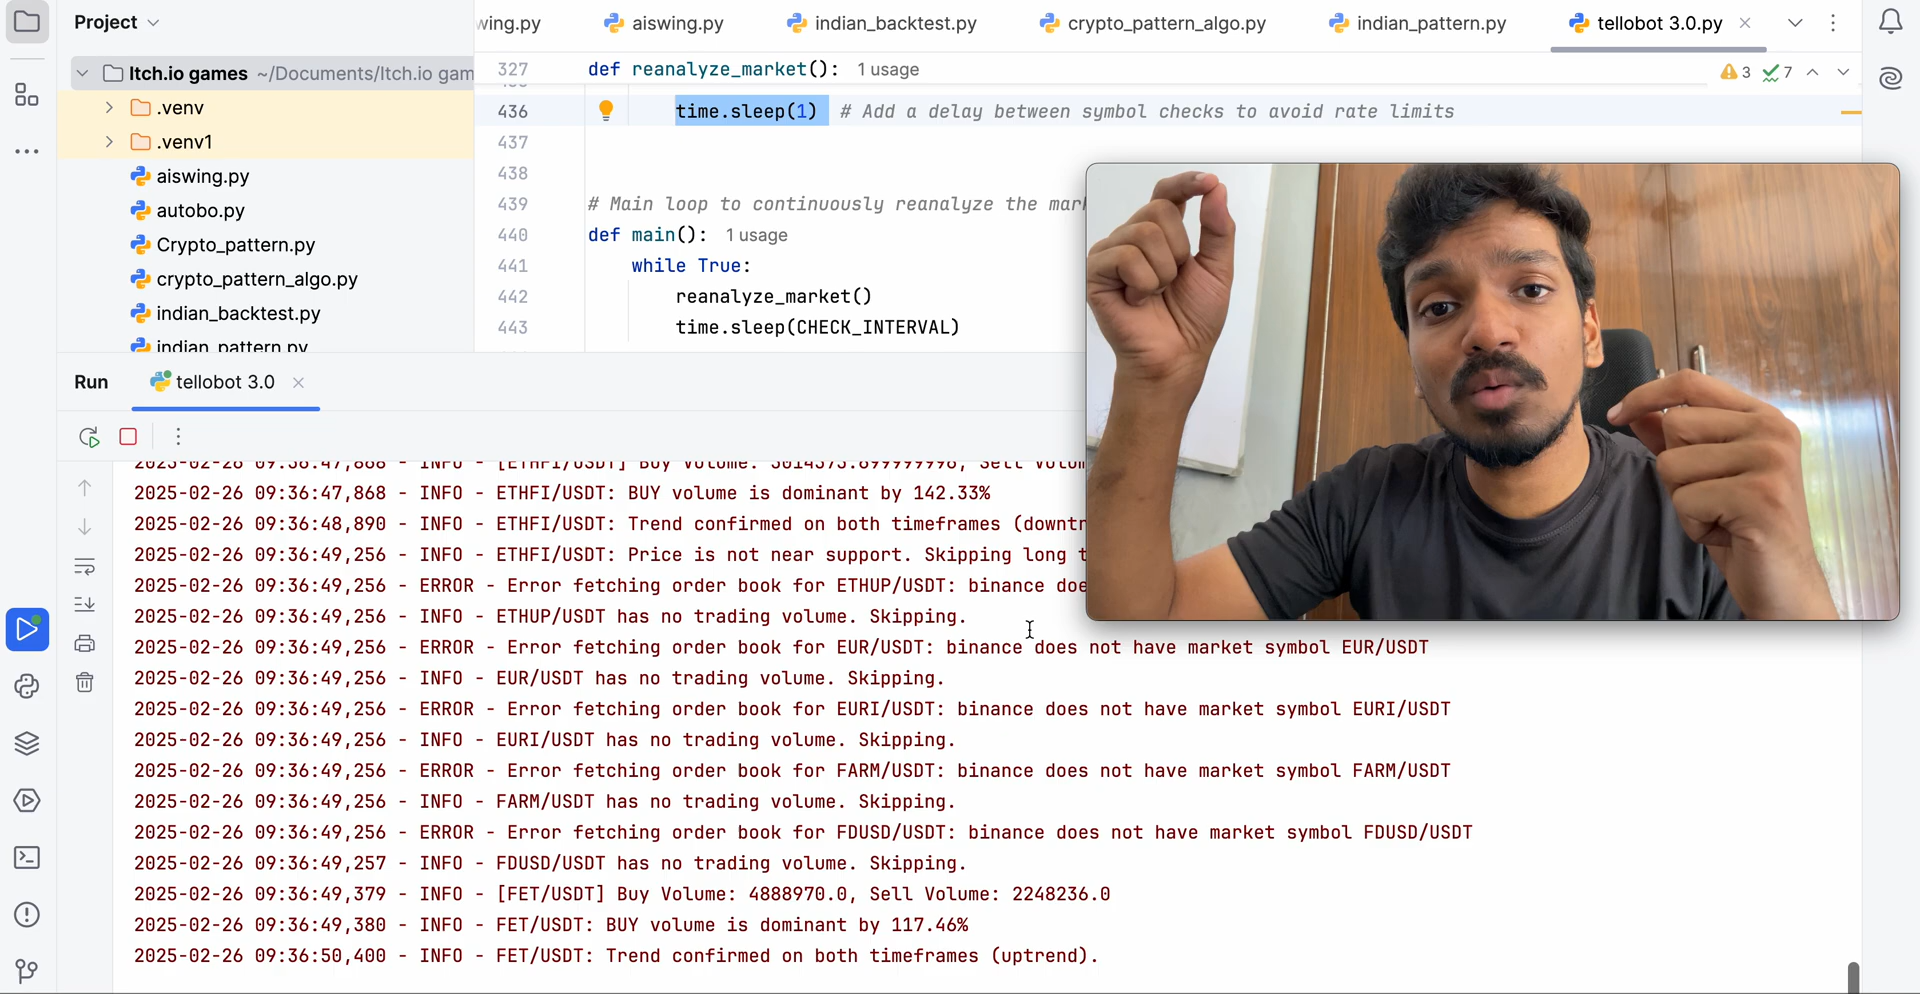 Project
wing.py
aiswing.py
indian_backtest.py
crypto_pattern_algo.py
indian_pattern.py
tellobot 3.0.py
Itch.io games ~/Documents/Itch.io gam
.venv
.venv1
aiswing.py
autobo.py
Crypto_pattern.py
crypto_pattern_algo.py
indian_backtest.py
indian_pattern.py
327 def reanalyze_market(): 1 usage
3 7
436 time.sleep(1) # Add a delay between symbol checks to avoid rate limits
437
438
439 # Main loop to continuously reanalyze the mar
440 def main(): 1 usage
441 while True:
442 reanalyze_market()
443 time.sleep(CHECK_INTERVAL)
Run tellobot 3.0
2025-02-26 09:36:47,868 - INFO - [ETHFI/USDT] Buy Volume: 3014573.899999998, Sell Volum
2025-02-26 09:36:47,868 - INFO - ETHFI/USDT: BUY volume is dominant by 142.33%
2025-02-26 09:36:48,890 - INFO - ETHFI/USDT: Trend confirmed on both timeframes (downtr
2025-02-26 09:36:49,256 - INFO - ETHFI/USDT: Price is not near support. Skipping long t
2025-02-26 09:36:49,256 - ERROR - Error fetching order book for ETHUP/USDT: binance doe
2025-02-26 09:36:49,256 - INFO - ETHUP/USDT has no trading volume. Skipping.
2025-02-26 09:36:49,256 - ERROR - Error fetching order book for EUR/USDT: binance does not have market symbol EUR/USDT
2025-02-26 09:36:49,256 - INFO - EUR/USDT has no trading volume. Skipping.
2025-02-26 09:36:49,256 - ERROR - Error fetching order book for EURI/USDT: binance does not have market symbol EURI/USDT
2025-02-26 09:36:49,256 - INFO - EURI/USDT has no trading volume. Skipping.
2025-02-26 09:36:49,256 - ERROR - Error fetching order book for FARM/USDT: binance does not have market symbol FARM/USDT
2025-02-26 09:36:49,256 - INFO - FARM/USDT has no trading volume. Skipping.
2025-02-26 09:36:49,256 - ERROR - Error fetching order book for FDUSD/USDT: binance does not have market symbol FDUSD/USDT
2025-02-26 09:36:49,257 - INFO - FDUSD/USDT has no trading volume. Skipping.
2025-02-26 09:36:49,379 - INFO - [FET/USDT] Buy Volume: 4888970.0, Sell Volume: 2248236.0
2025-02-26 09:36:49,380 - INFO - FET/USDT: BUY volume is dominant by 117.46%
2025-02-26 09:36:50,400 - INFO - FET/USDT: Trend confirmed on both timeframes (uptrend).